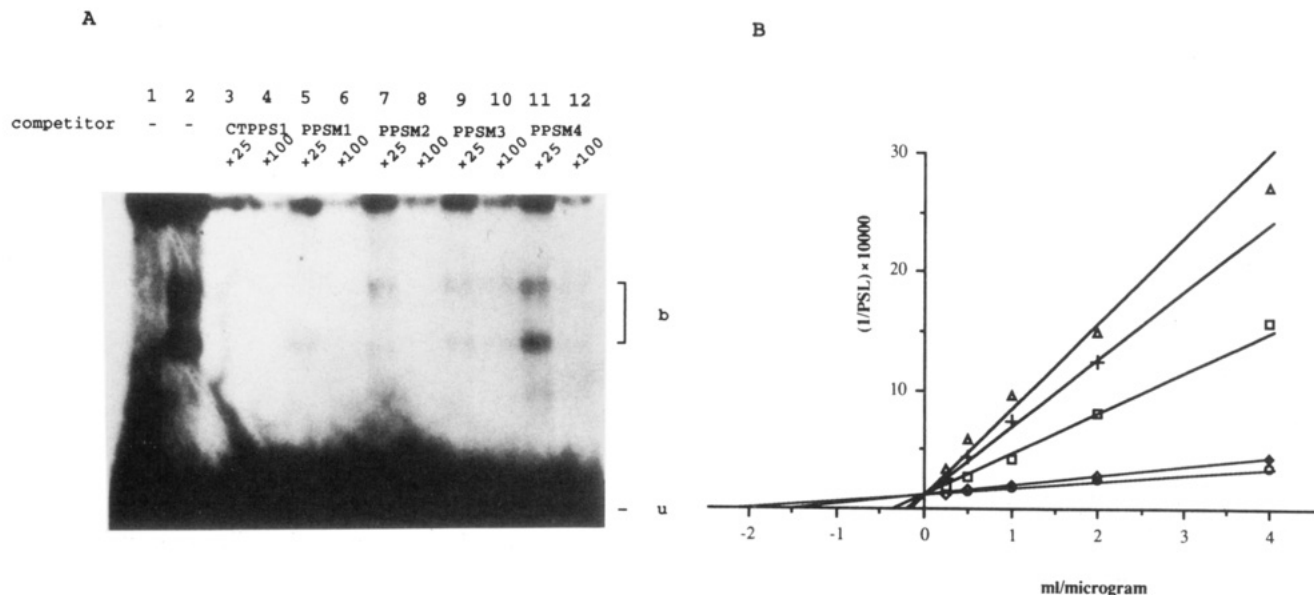 A
B
1 2 3 4 5 6 7 8 9 10 11 12
competitor - - CTPPS1 PPSM1 PPSM2 PPSM3 PPSM4
×25 ×100 ×25 ×100 ×25 ×100 ×25 ×100 ×25 ×100
b
- u
(1/PSL) × 10000
30
20
10
-2 -1 0 1 2 3 4
ml/microgram